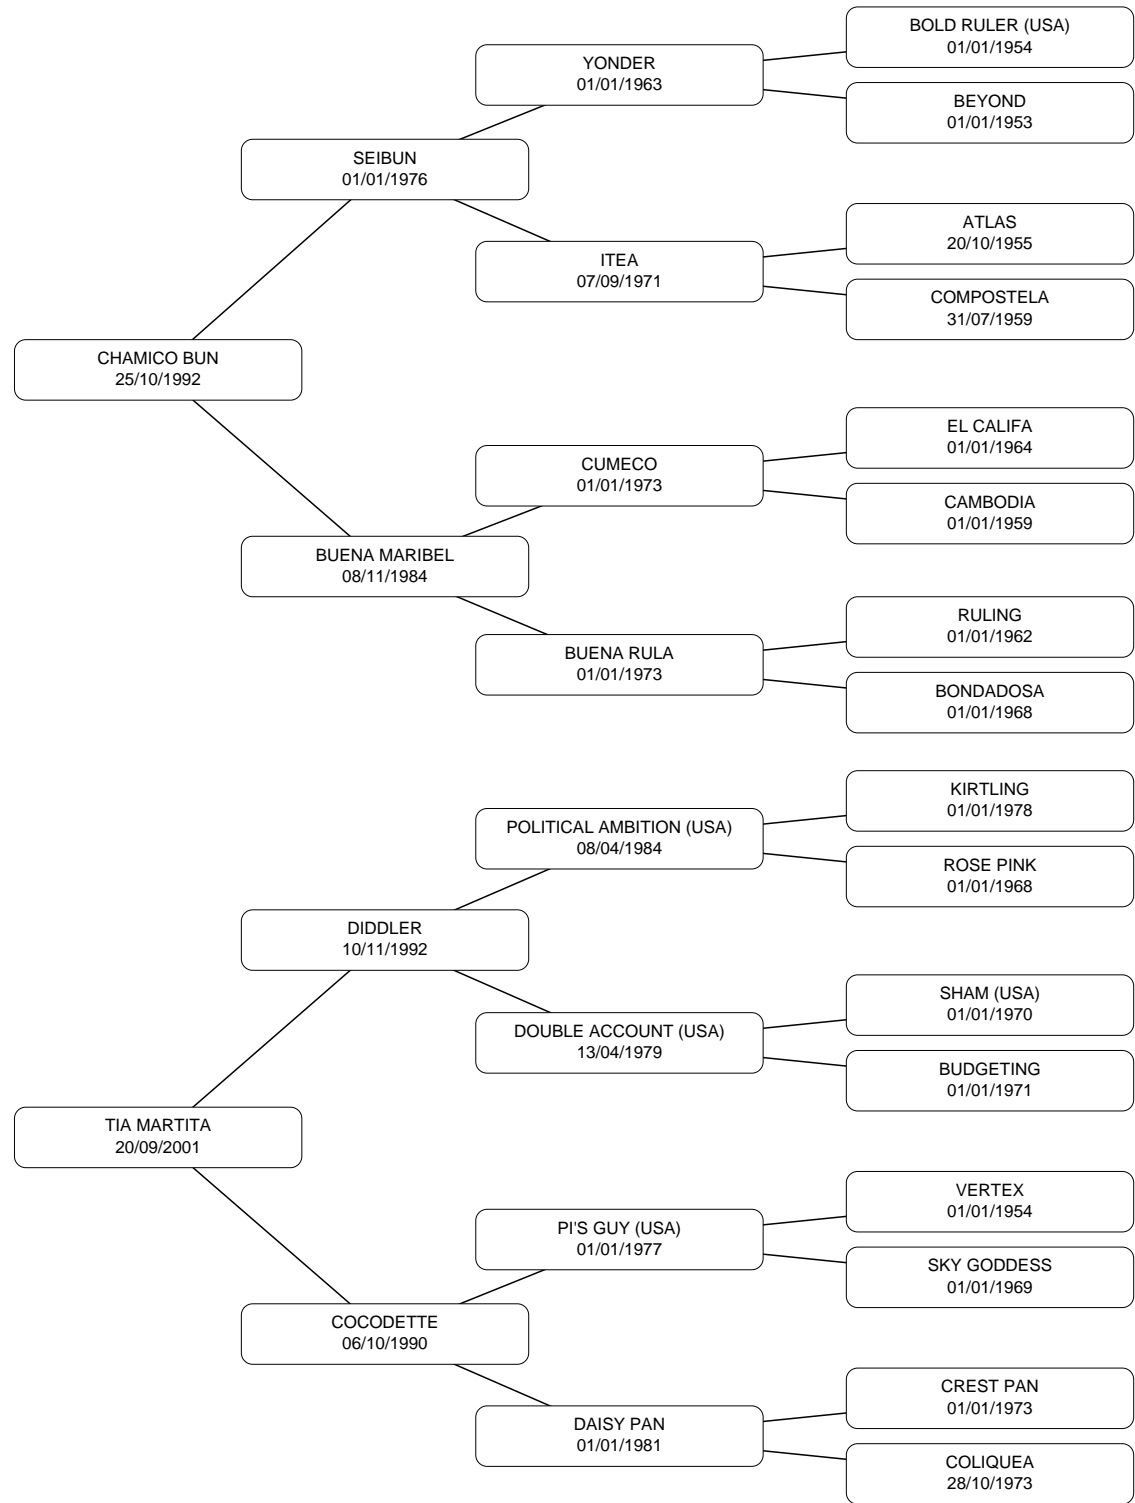 BOLD RULER (USA)
01/01/1954
YONDER
01/01/1963
BEYOND
01/01/1953
SEIBUN
01/01/1976
ATLAS
20/10/1955
ITEA
07/09/1971
COMPOSTELA
31/07/1959
CHAMICO BUN
25/10/1992
EL CALIFA
01/01/1964
CUMECO
01/01/1973
CAMBODIA
01/01/1959
BUENA MARIBEL
08/11/1984
RULING
01/01/1962
BUENA RULA
01/01/1973
BONDADOSA
01/01/1968
KIRTLING
01/01/1978
POLITICAL AMBITION (USA)
08/04/1984
ROSE PINK
01/01/1968
DIDDLER
10/11/1992
SHAM (USA)
01/01/1970
DOUBLE ACCOUNT (USA)
13/04/1979
BUDGETING
01/01/1971
TIA MARTITA
20/09/2001
VERTEX
01/01/1954
PI'S GUY (USA)
01/01/1977
SKY GODDESS
01/01/1969
COCODETTE
06/10/1990
CREST PAN
01/01/1973
DAISY PAN
01/01/1981
COLIQUEA
28/10/1973